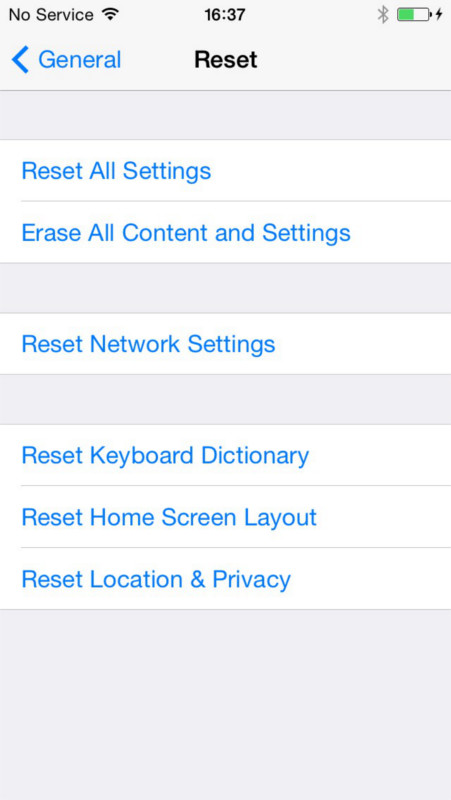 No Service 16:37
General Reset
Reset All Settings
Erase All Content and Settings
Reset Network Settings
Reset Keyboard Dictionary
Reset Home Screen Layout
Reset Location & Privacy